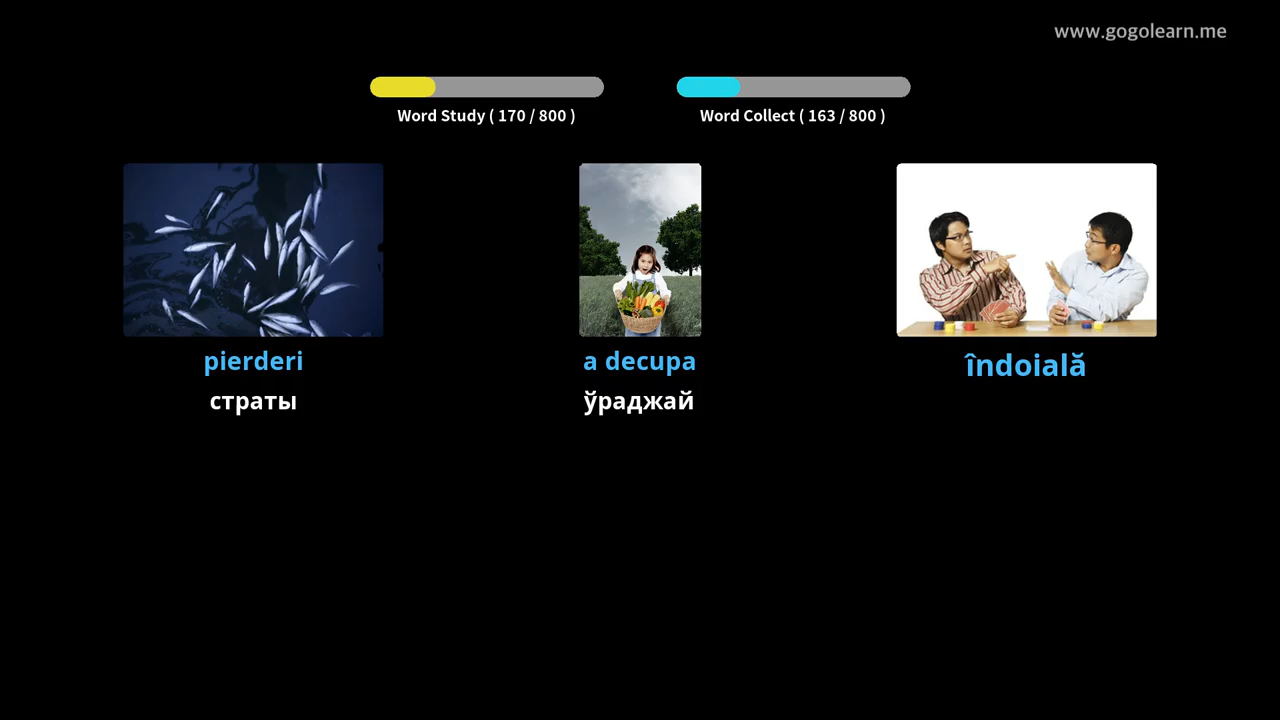 www.gogolearn.me
Word Study ( 170 / 800 )
Word Collect ( 163 / 800 )
pierderi
страты
a decupa
ўраджай
îndoială